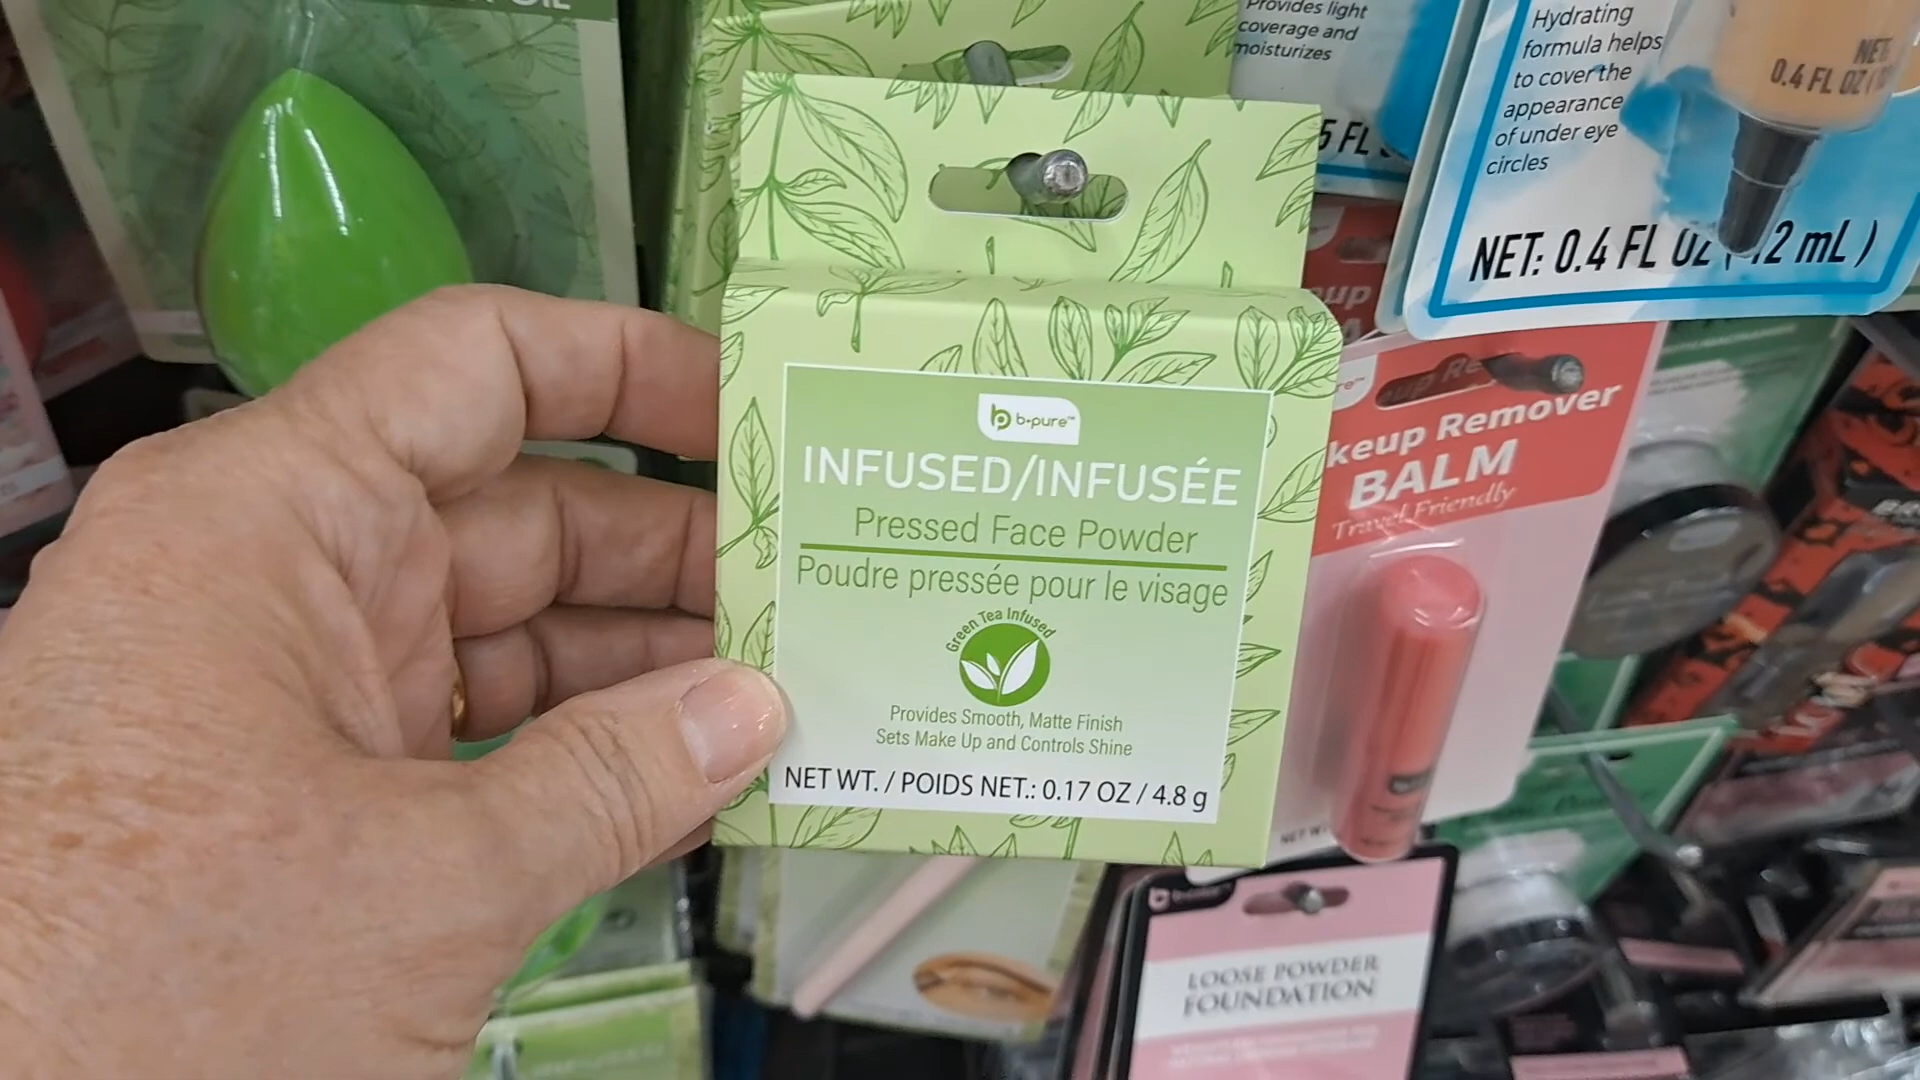 b•pure™
INFUSED/INFUSÉE
Pressed Face Powder
Poudre pressée pour le visage
Green Tea Infused
Provides Smooth, Matte Finish
Sets Make Up and Controls Shine
NET WT. / POIDS NET.: 0.17 OZ / 4.8 g
Provides light
coverage and
moisturizes
5 FL
Hydrating
formula helps
to cover the
appearance
of under eye
circles
NET
0.4 FL OZ
NET: 0.4 FL OZ ( 2 mL )
keup Remover
BALM
Travel Friendly
LOOSE POWDER
FOUNDATION